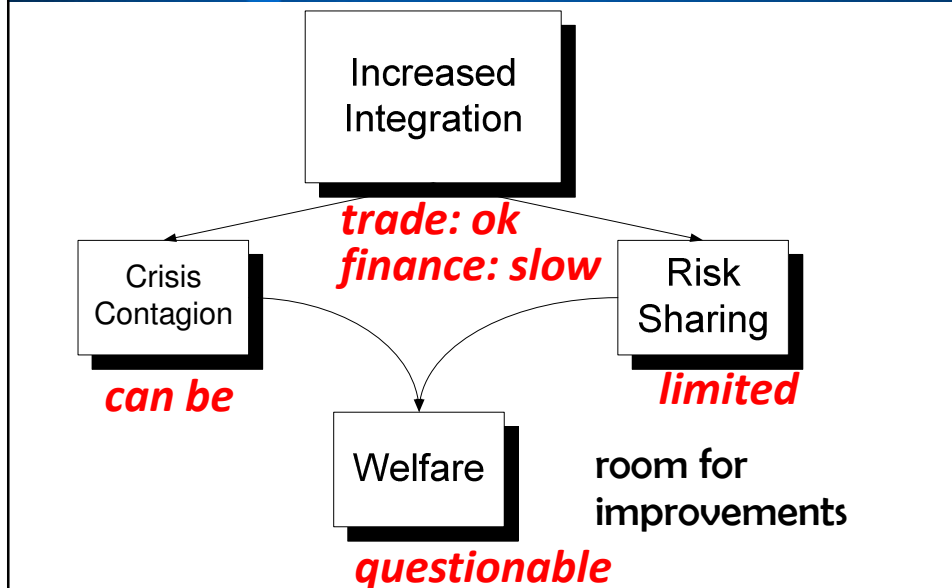 Increased
Integration
trade: ok
finance: slow
Crisis
Contagion
can be
Risk
Sharing
limited
Welfare
questionable
room for
improvements